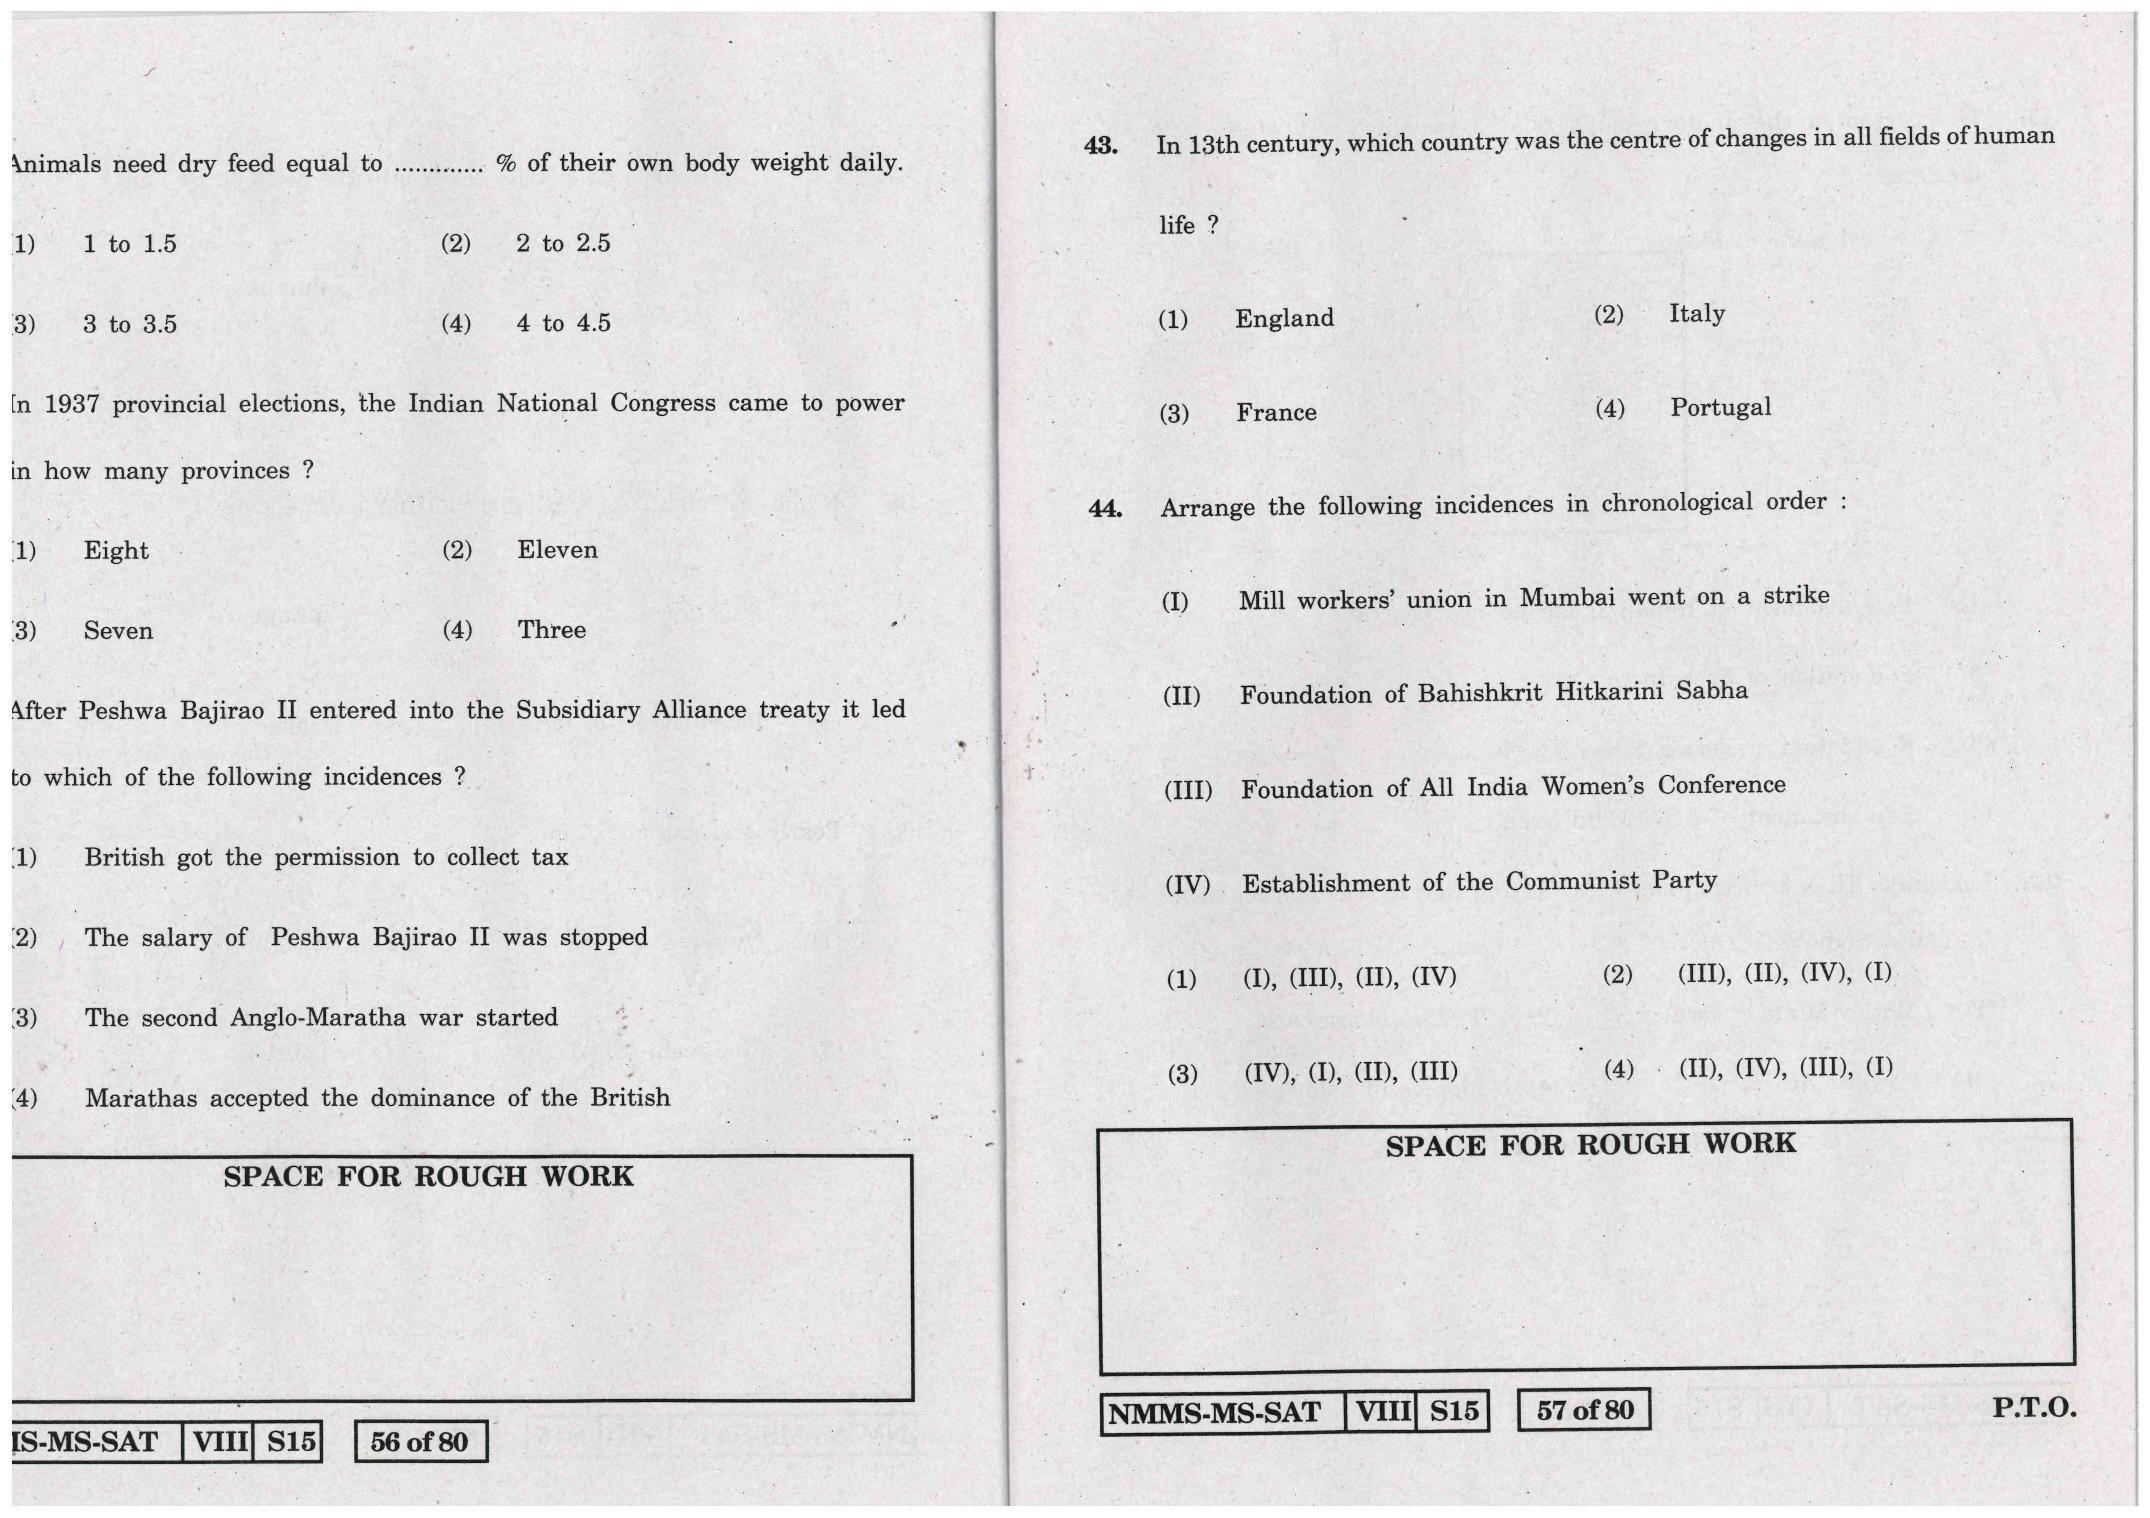 Animals need dry feed equal to ............. % of their own body weight daily.
1) 1 to 1.5 (2) 2 to 2.5
3) 3 to 3.5 (4) 4 to 4.5
In 1937 provincial elections, the Indian National Congress came to power
in how many provinces ?
1) Eight (2) Eleven
3) Seven (4) Three
After Peshwa Bajirao II entered into the Subsidiary Alliance treaty it led
to which of the following incidences ?
(1) British got the permission to collect tax
(2) The salary of Peshwa Bajirao II was stopped
(3) The second Anglo-Maratha war started
(4) Marathas accepted the dominance of the British
SPACE FOR ROUGH WORK
IS-MS-SAT VIII S15 56 of 80
43. In 13th century, which country was the centre of changes in all fields of human
life ?
(1) England (2) Italy
(3) France (4) Portugal
44. Arrange the following incidences in chronological order :
(I) Mill workers' union in Mumbai went on a strike
(II) Foundation of Bahishkrit Hitkarini Sabha
(III) Foundation of All India Women's Conference
(IV) Establishment of the Communist Party
(1) (I), (III), (II), (IV) (2) (III), (II), (IV), (I)
(3) (IV), (I), (II), (III) (4) (II), (IV), (III), (I)
SPACE FOR ROUGH WORK
NMMS-MS-SAT VIII S15 57 of 80 P.T.O.